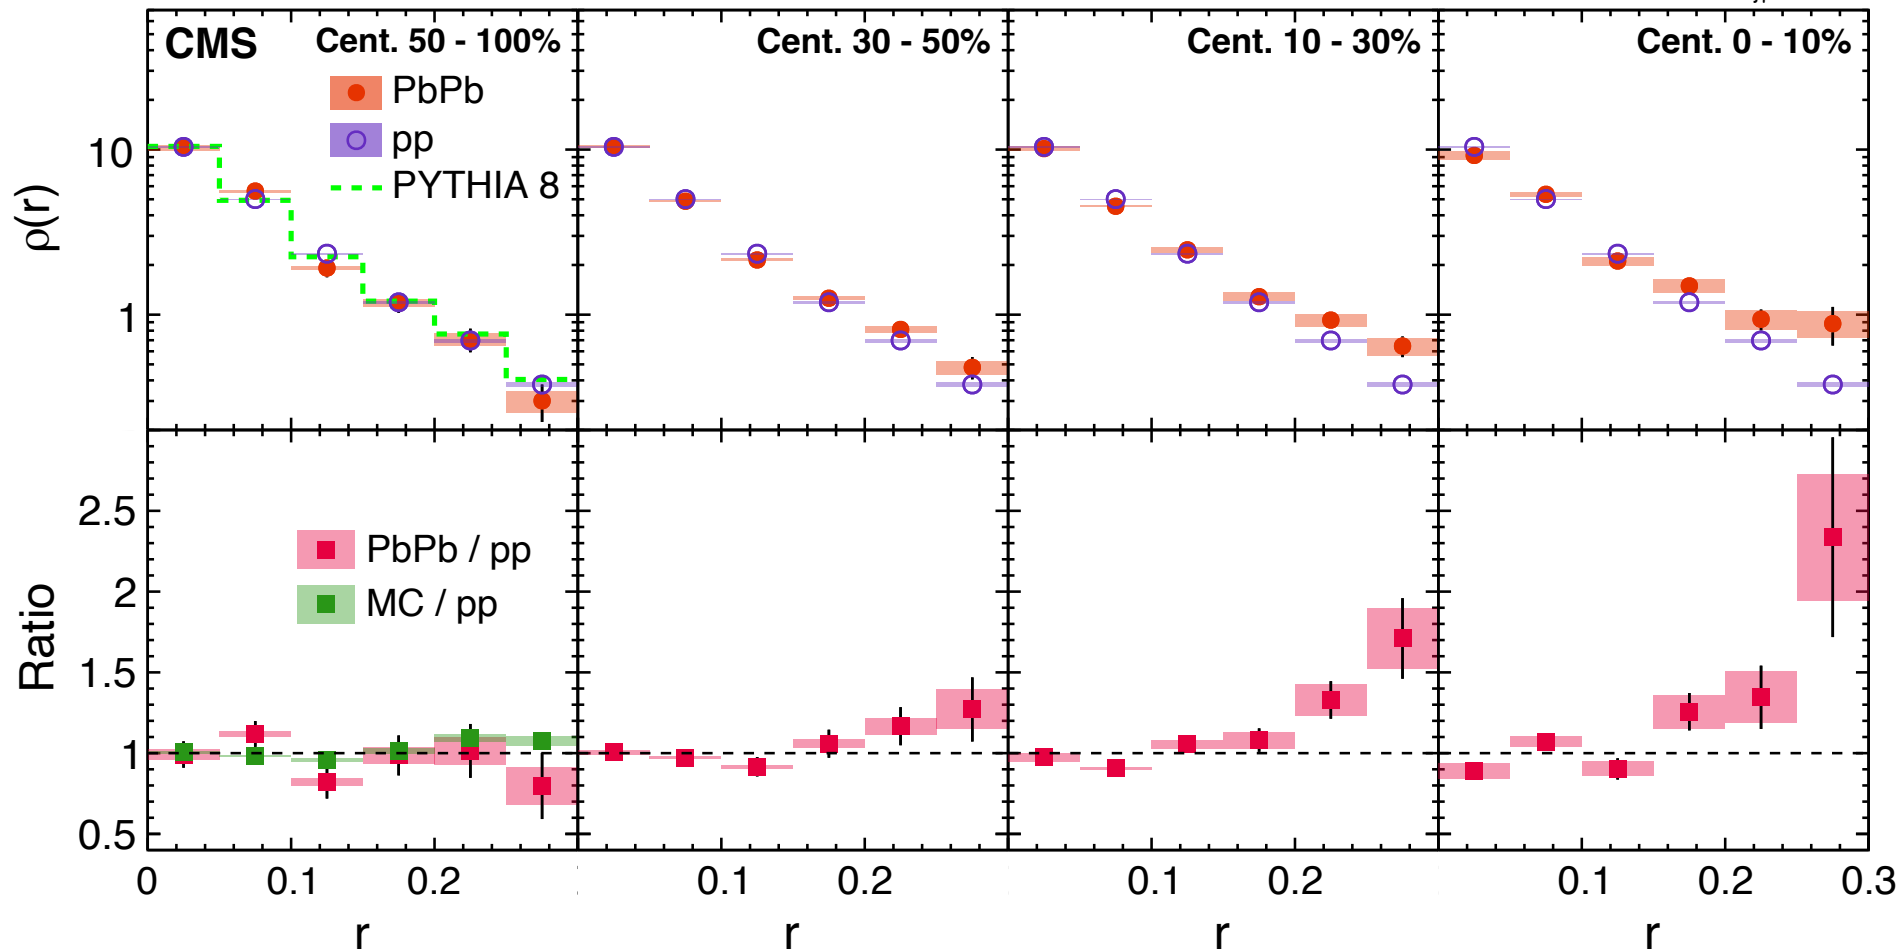 CMS Cent. 50 - 100% Cent. 30 - 50% Cent. 10 - 30% Cent. 0 - 10%
PbPb
pp
PYTHIA 8
10
1
ρ(r)
PbPb / pp
MC / pp
2.5
2
1.5
1
0.5
Ratio
0 0.1 0.2 0.1 0.2 0.1 0.2 0.1 0.2 0.3
r r r r